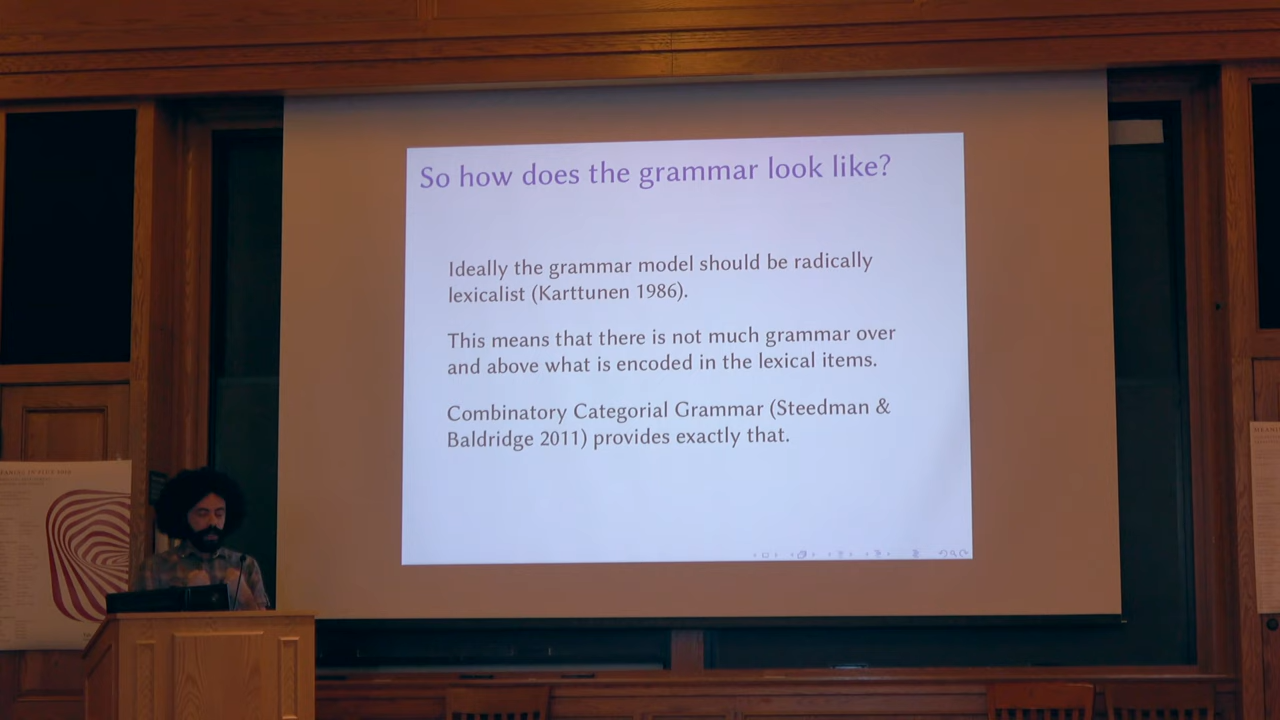 So how does the grammar look like?
Ideally the grammar model should be radically
lexicalist (Karttunen 1986).
This means that there is not much grammar over
and above what is encoded in the lexical items.
Combinatory Categorial Grammar (Steedman &
Baldridge 2011) provides exactly that.